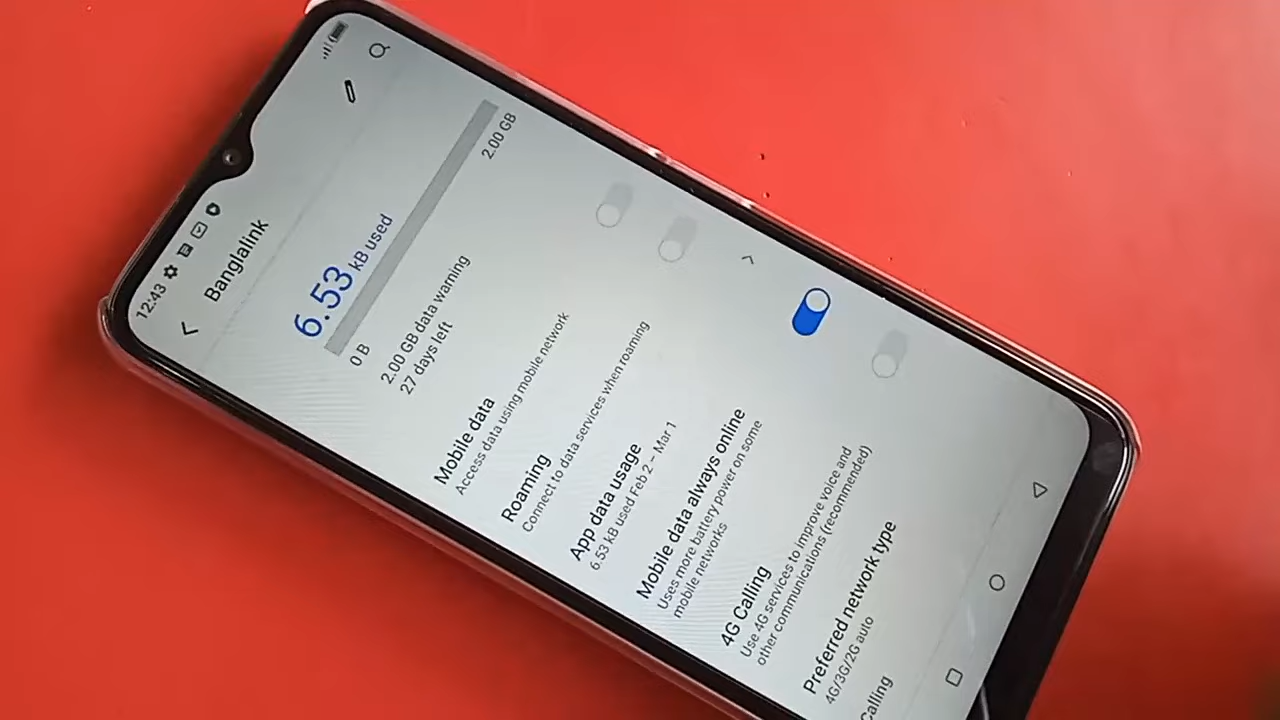 12:43
Banglalink
6.53 kB used
0 B
2.00 GB
2.00 GB data warning
27 days left
Mobile data
Access data using mobile network
Roaming
Connect to data services when roaming
App data usage
6.53 kB used Feb 2 – Mar 1
Mobile data always online
Uses more battery power on some
mobile networks
4G Calling
Use 4G services to improve voice and
other communications (recommended)
Preferred network type
4G/3G/2G auto
Calling